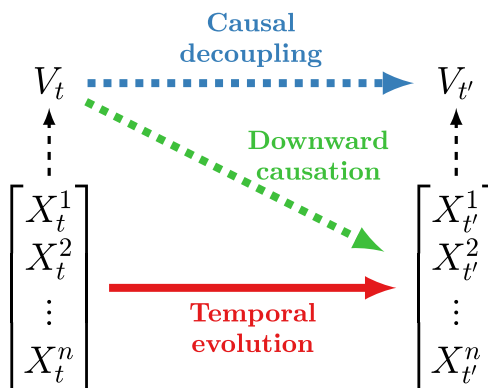 Causal
decoupling
V_t
V_{t'}
Downward
causation
X_t^1
X_t^2
⋮
X_t^n
X_{t'}^1
X_{t'}^2
⋮
X_{t'}^n
Temporal
evolution